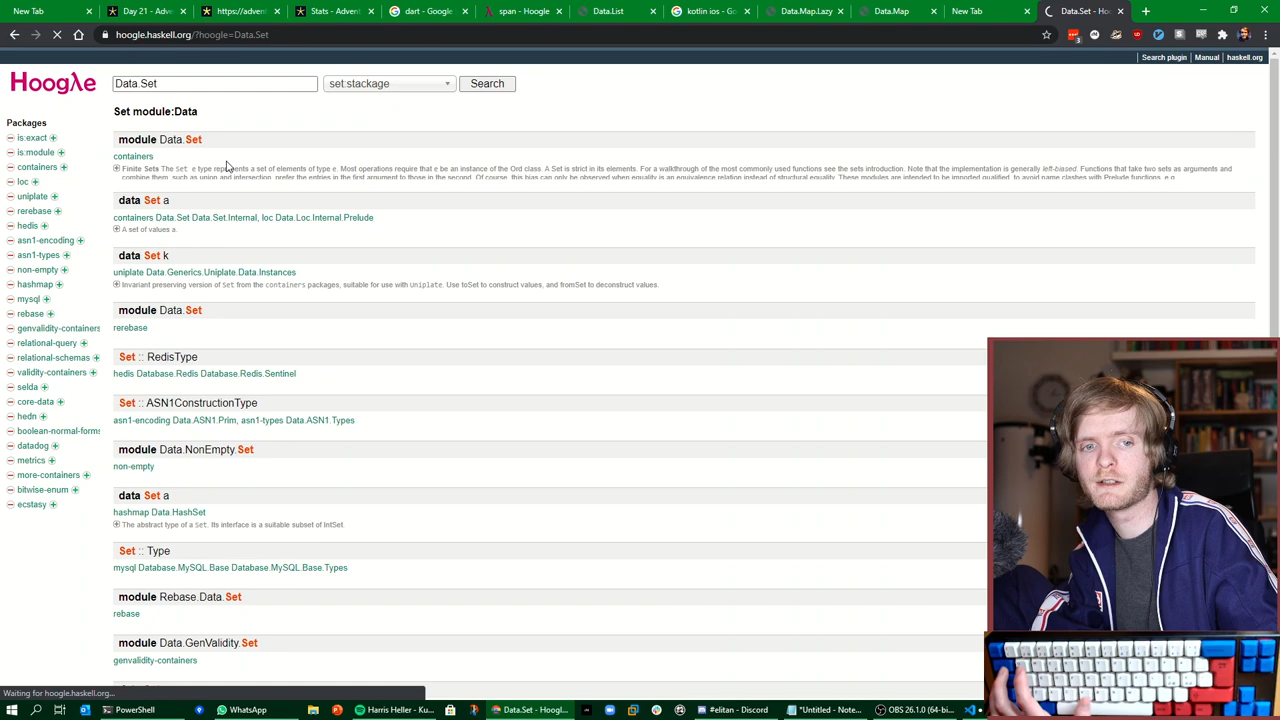 New Tab
Day 21 - Advent
https://advent
Stats - Advent
dart - Google
span - Hoogle
Data.List
kotlin ios - Goo
Data.Map.Lazy
Data.Map
New Tab
Data.Set - Hoo
hoogle.haskell.org/?hoogle=Data.Set
Search plugin | Manual | haskell.org
Hoogλe
Data.Set
set:stackage
Search
Set module:Data
Packages
is:exact
is:module
containers
loc
uniplate
rerebase
hedis
asn1-encoding
asn1-types
non-empty
hashmap
mysql
rebase
genvalidity-containers
relational-query
relational-schemas
validity-containers
selda
core-data
hedn
boolean-normal-forms
datadog
metrics
more-containers
bitwise-enum
ecstasy
module Data.Set
containers
Finite Sets The Set e type represents a set of elements of type e. Most operations require that e be an instance of the Ord class. A Set is strict in its elements. For a walkthrough of the most commonly used functions see the sets introduction. Note that the implementation is generally left-biased. Functions that take two sets as arguments and
combine them, such as union and intersection, prefer the entries in the first to those in the second. Of course, this bias can only be observed when equality is an equivalence relation instead of structural equality. These modules are intended to be imported qualified, to avoid name clashes with Prelude functions, e.g.
data Set a
containers Data.Set Data.Set.Internal, loc Data.Loc.Internal.Prelude
A set of values a.
data Set k
uniplate Data.Generics.Uniplate.Data.Instances
Invariant preserving version of Set from the containers packages, suitable for use with Uniplate. Use toSet to construct values, and fromSet to deconstruct values.
module Data.Set
rerebase
Set :: RedisType
hedis Database.Redis Database.Redis.Sentinel
Set :: ASN1ConstructionType
asn1-encoding Data.ASN1.Prim, asn1-types Data.ASN1.Types
module Data.NonEmpty.Set
non-empty
data Set a
hashmap Data.HashSet
The abstract type of a Set. Its interface is a suitable subset of IntSet.
Set :: Type
mysql Database.MySQL.Base Database.MySQL.Base.Types
module Rebase.Data.Set
rebase
module Data.GenValidity.Set
genvalidity-containers
Waiting for hoogle.haskell.org...
PowerShell
WhatsApp
Harris Heller - Ku...
Data.Set - Hoogl...
#elitan - Discord
*Untitled - Note...
OBS 26.1.0 (64-bi...